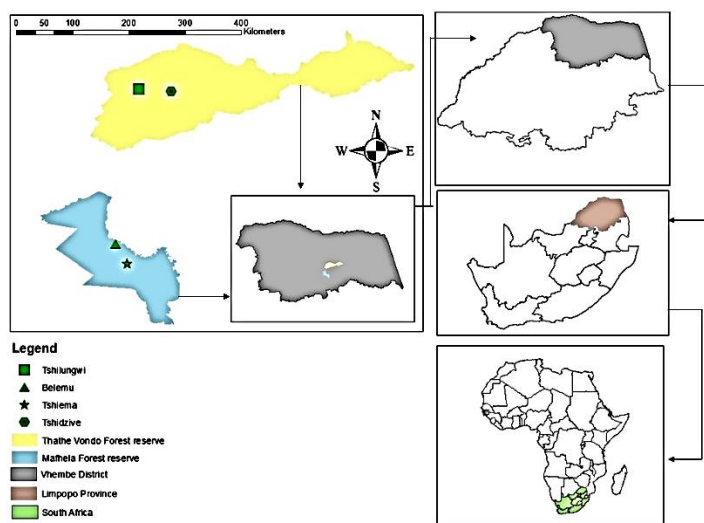 0 50 100 200 300 400
Kilometers
N
W E
S
Legend
Tshilungwi
Belemu
Tshiema
Tshidzive
Thathe Vondo Forest reserve
Mafhela Forest reserve
Vhembe District
Limpopo Province
South Africa